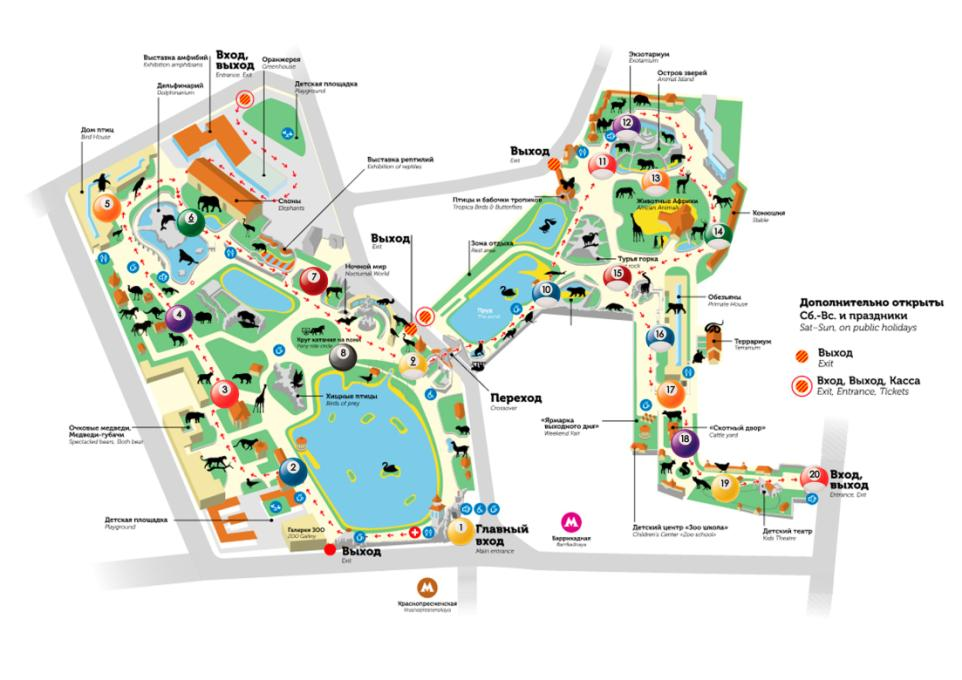 Выставка амфибий
Exhibition amphibians
Вход,
выход
Entrance. Exit
Оранжерея
Greenhouse
Детская площадка
Playground
Дельфинарий
Dolphinarium
Дом птиц
Bird House
Выставка рептилий
Exhibition of reptiles
Слоны
Elephants
Экзотариум
Exotarium
Остров зверей
Animal Island
Выход
Exit
Птицы и бабочки тропиков
Tropica Birds & Butterflies
Животные Африки
African Animals
Конюшня
Stable
Зона отдыха
Rest area
Турья горка
Выход
Exit
Ночной мир
Nocturnal World
Пруд
The pond
Обезьяны
Primate House
Террариум
Terrarium
Дополнительно открыты
Сб.-Вс. и праздники
Sat–Sun, on public holidays
Выход
Exit
Вход, Выход, Касса
Exit, Entrance, Tickets
Круг катания на пони
Pony ride circle
Переход
Crossover
Хищные птицы
Birds of prey
«Ярмарка
выходного дня»
Weekend Fair
«Скотный двор»
Cattle yard
Очковые медведи,
Медведи-губачи
Spectacled bears, Sloth bear
Вход,
выход
Entrance. Exit
Детская площадка
Playground
Галерея ЗОО
ZOO Galley
Выход
Exit
Главный
вход
Main entrance
Баррикадная
Barrikadnaya
Детский центр «Зоо школа»
Children's Center «Zoo school»
Детский театр
Kids Theatre
Краснопресненская
Krasnopresnenskaya
1
2
3
4
5
6
7
8
9
10
11
12
13
14
15
16
17
18
19
20